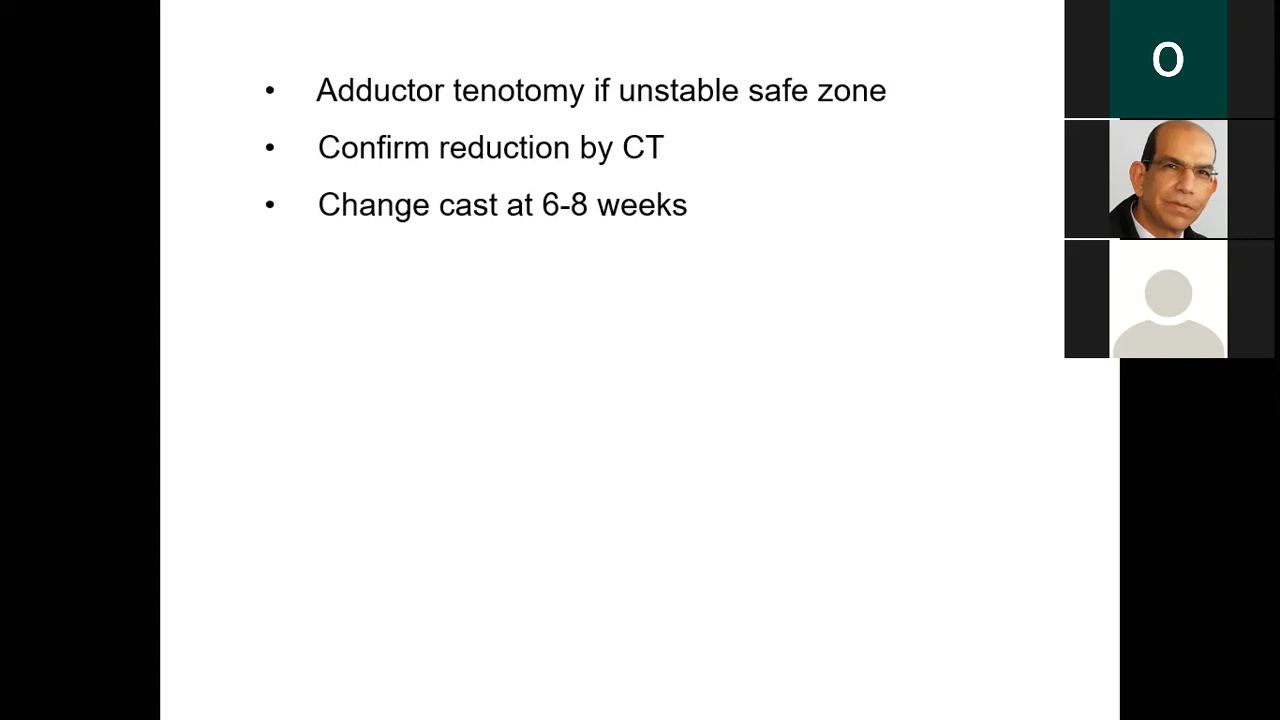 • Adductor tenotomy if unstable safe zone
• Confirm reduction by CT
• Change cast at 6-8 weeks
O